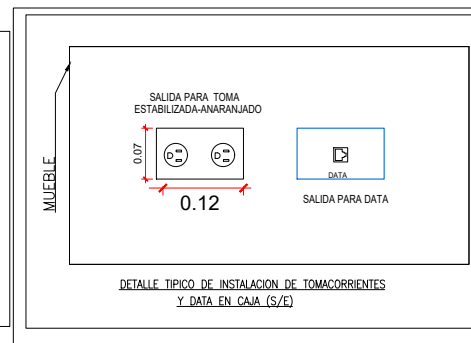 SALIDA PARA TOMA
ESTABILIZADA-ANARANJADO
0.07
D
D
0.12
DATA
SALIDA PARA DATA
MUEBLE
DETALLE TIPICO DE INSTALACION DE TOMACORRIENTES
Y DATA EN CAJA (S/E)